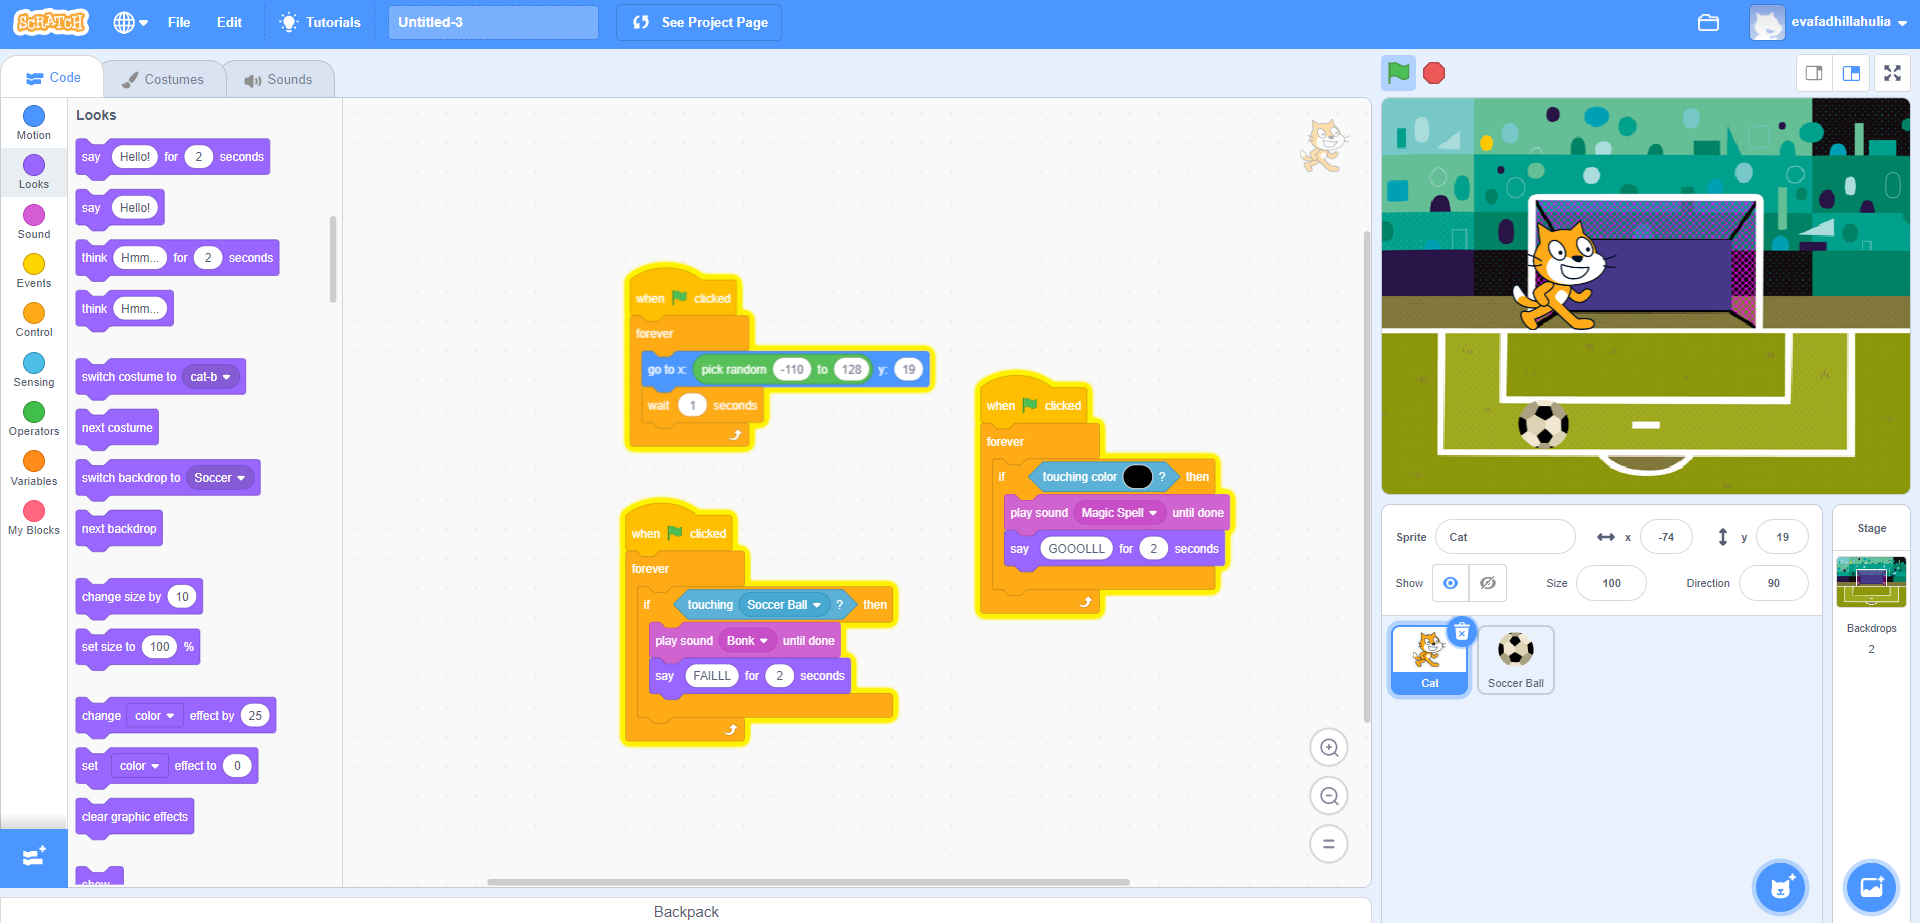 SCRATCH File Edit Tutorials Untitled-3 See Project Page evafadhillahulia
Code Costumes Sounds
Motion
Looks
Sound
Events
Control
Sensing
Operators
Variables
My Blocks
Looks
say Hello! for 2 seconds
say Hello!
think Hmm... for 2 seconds
think Hmm...
switch costume to cat-b
next costume
switch backdrop to Soccer
next backdrop
change size by 10
set size to 100 %
change color effect by 25
set color effect to 0
clear graphic effects
show
when clicked
forever
go to x: pick random -110 to 128 y: 19
wait 1 seconds
when clicked
forever
if touching Soccer Ball ? then
play sound Bonk until done
say FAILLL for 2 seconds
when clicked
forever
if touching color ? then
play sound Magic Spell until done
say GOOOLLL for 2 seconds
Sprite Cat x -74 y 19
Show Size 100 Direction 90
Cat
Soccer Ball
Stage
Backdrops
2
Backpack